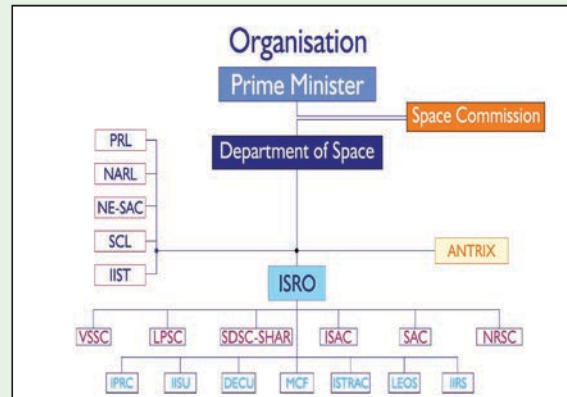 Organisation
Prime Minister
Space Commission
Department of Space
PRL
NARL
NE-SAC
SCL
IIST
ANTRIX
ISRO
VSSC LPSC SDSC-SHAR ISAC SAC NRSC
IPRC IISU DECU MCF ISTRAC LEOS IIRS